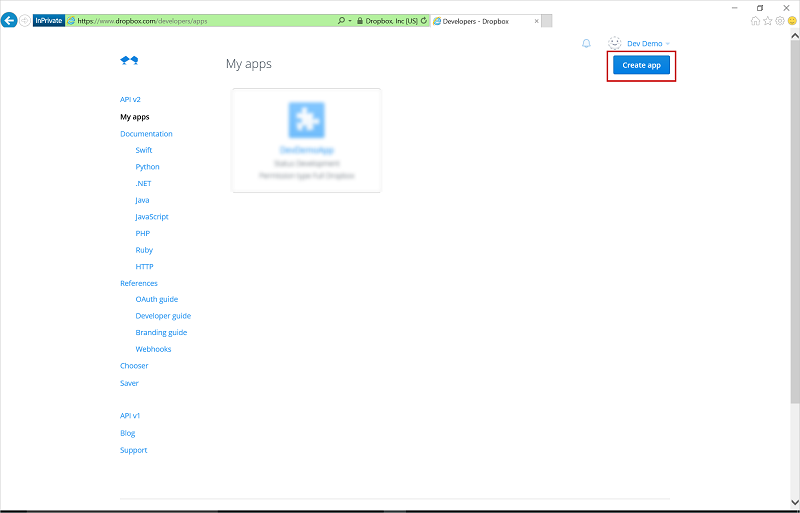 InPrivate
https://www.dropbox.com/developers/apps
Dropbox, Inc [US]
Developers - Dropbox
Dev Demo
My apps
Create app
API v2
My apps
Documentation
Swift
Python
.NET
Java
JavaScript
PHP
Ruby
HTTP
References
OAuth guide
Developer guide
Branding guide
Webhooks
Chooser
Saver
API v1
Blog
Support
DevDemoApp
Status Development
Permission type Full Dropbox